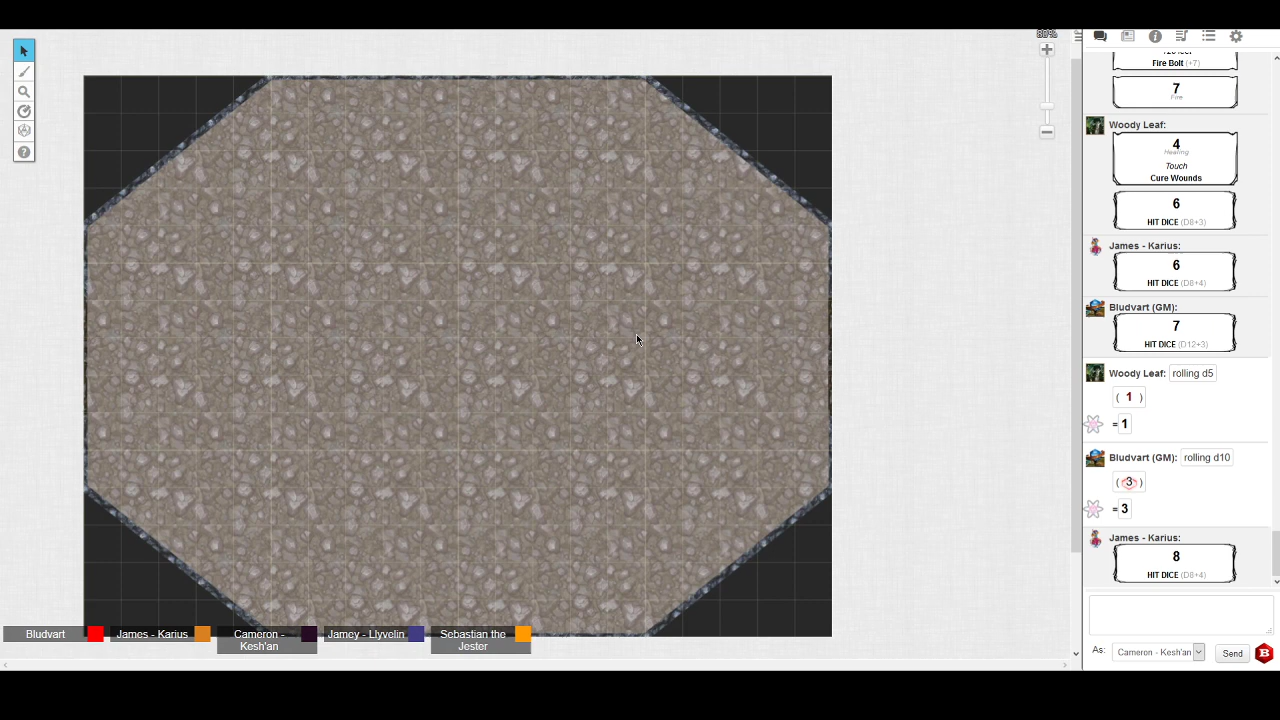 80%
Fire Bolt (+7)
7
Fire
Woody Leaf:
4
Healing
Touch
Cure Wounds
6
HIT DICE (D8+3)
James - Karius:
6
HIT DICE (D8+4)
Bludvart (GM):
7
HIT DICE (D12+3)
Woody Leaf: rolling d5
( 1 )
= 1
Bludvart (GM): rolling d10
( 3 )
= 3
James - Karius:
8
HIT DICE (D8+4)
As: Cameron - Kesh'an Send
Bludvart
James - Karius
Cameron -
Kesh'an
Jamey - Llyvelin
Sebastian the
Jester